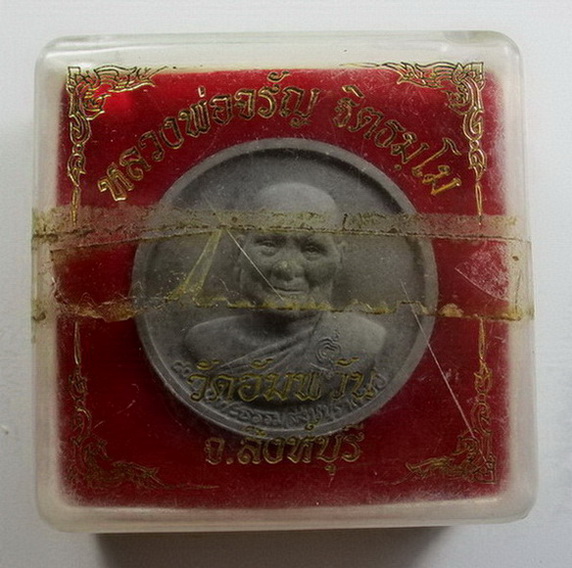 หลวงพ่อจรัญ ฐิตธมฺโม
วัดอัมพวัน
จ.สิงห์บุรี